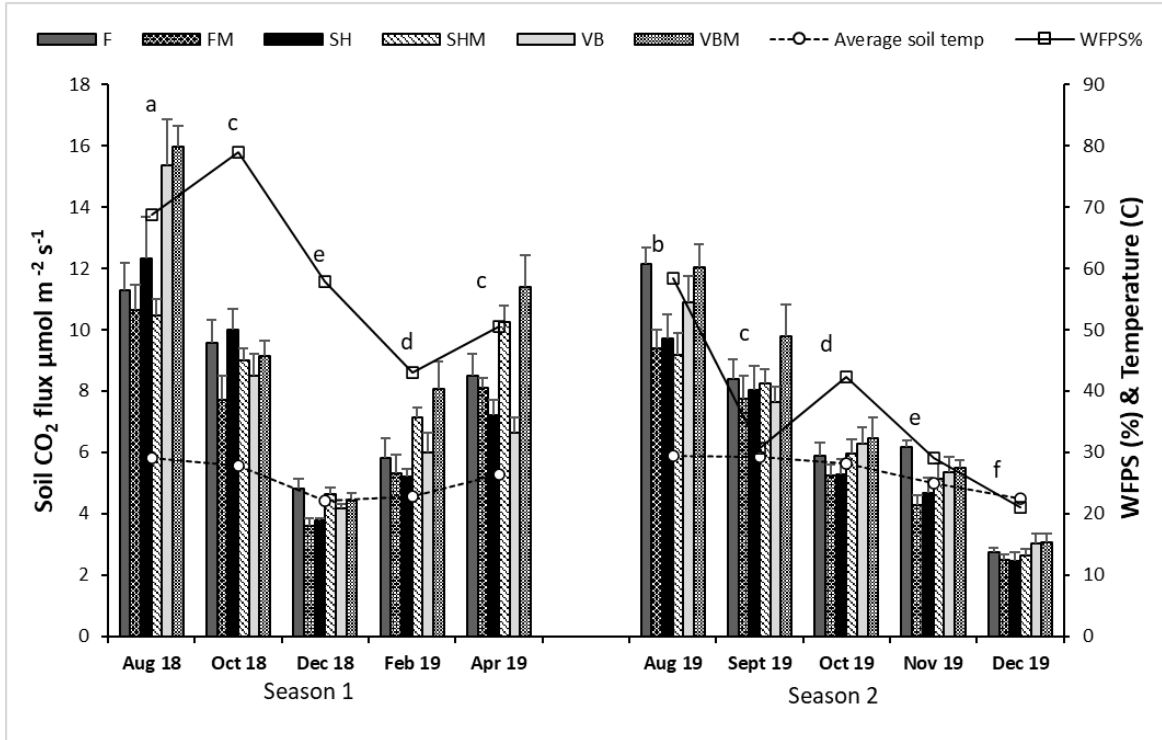 F FM SH SHM VB VBM Average soil temp WFPS%
Soil CO₂ flux µmol m ⁻² s⁻¹
18
16
14
12
10
8
6
4
2
0
a
c
e
d
c
b
c
d
e
f
90
80
70
60
50
40
30
20
10
0
WFPS (%) & Temperature (C)
Aug 18 Oct 18 Dec 18 Feb 19 Apr 19 Aug 19 Sept 19 Oct 19 Nov 19 Dec 19
Season 1 Season 2